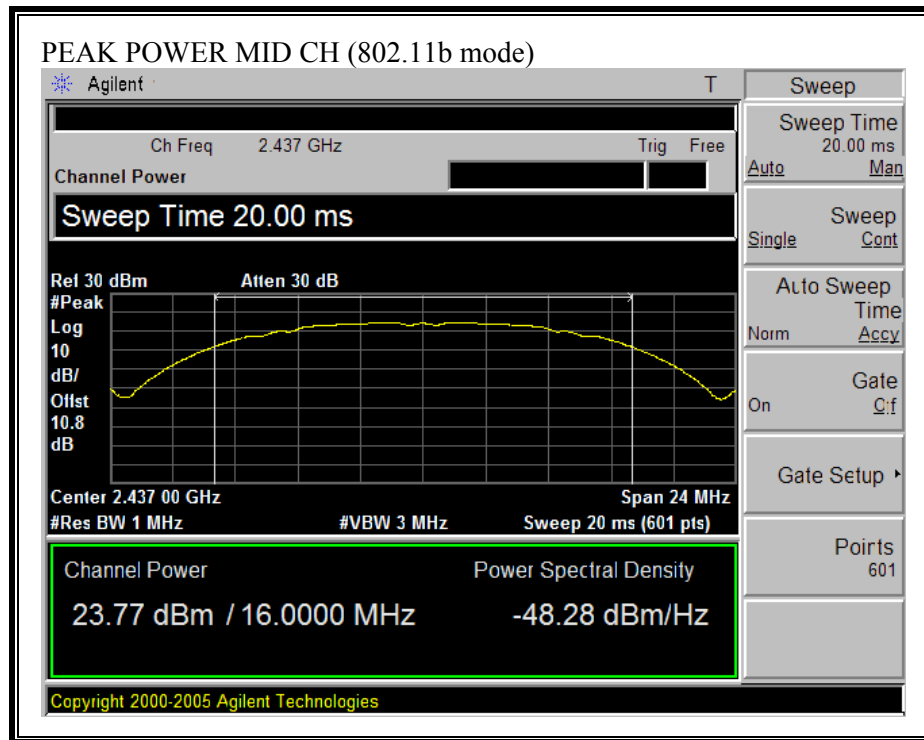 PEAK POWER MID CH (802.11b mode)
Agilent T
Sweep
Ch Freq 2.437 GHz Trig Free
Channel Power
Sweep Time 20.00 ms
Sweep Time
20.00 ms
Auto Man
Sweep
Single Cont
Auto Sweep
Time
Norm Accy
Gate
On Off
Gate Setup
Points
601
Ref 30 dBm Atten 30 dB
#Peak
Log
10
dB/
Offst
10.8
dB
Center 2.437 00 GHz Span 24 MHz
#Res BW 1 MHz #VBW 3 MHz Sweep 20 ms (601 pts)
Channel Power Power Spectral Density
23.77 dBm / 16.0000 MHz -48.28 dBm/Hz
Copyright 2000-2005 Agilent Technologies